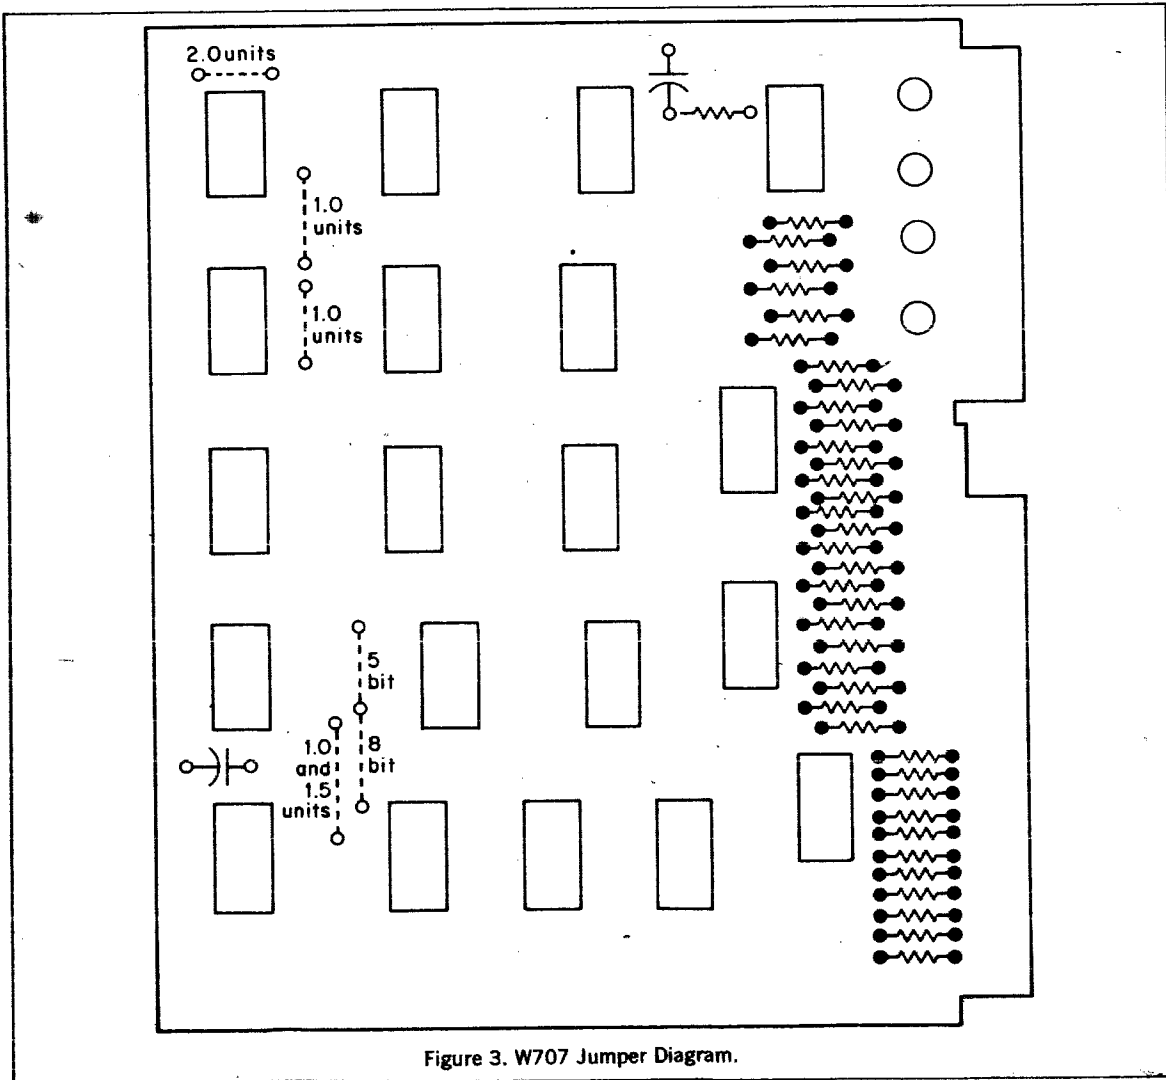 2.0units
1.0
units
1.0
units
5
bit
1.0
and
1.5
units
8
bit
Figure 3. W707 Jumper Diagram.